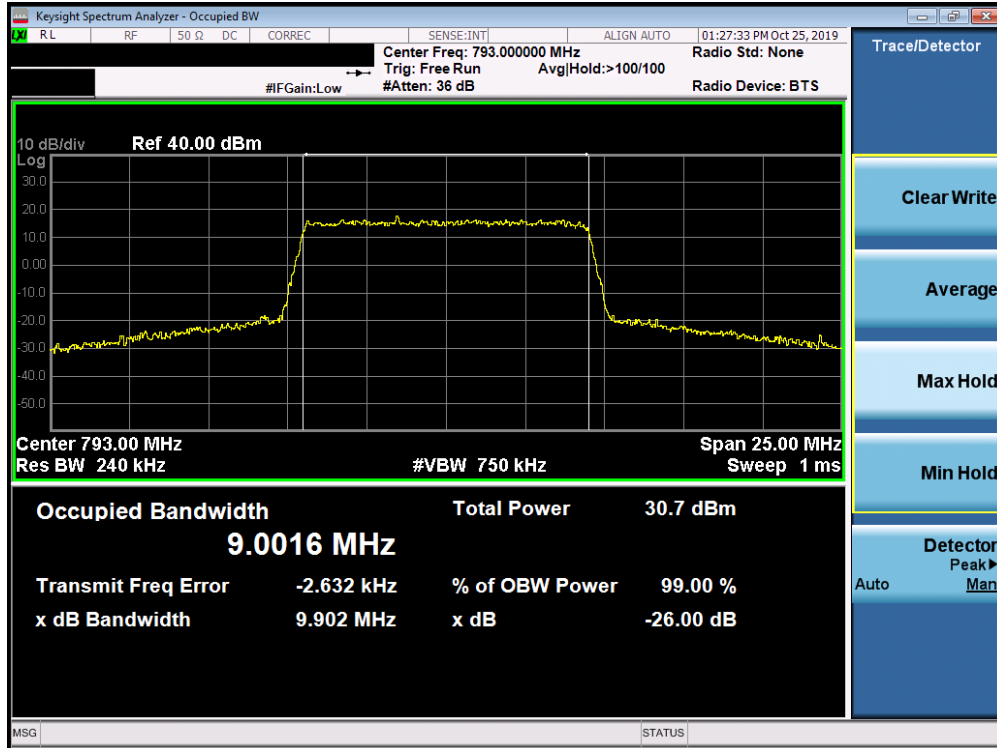 Keysight Spectrum Analyzer - Occupied BW
LXI RL RF 50 Ω DC CORREC SENSE:INT ALIGN AUTO 01:27:33 PM Oct 25, 2019
Center Freq: 793.000000 MHz Radio Std: None
Trig: Free Run Avg|Hold:>100/100
#IFGain:Low #Atten: 36 dB Radio Device: BTS
10 dB/div Ref 40.00 dBm
Log
30.0
20.0
10.0
0.00
-10.0
-20.0
-30.0
-40.0
-50.0
Center 793.00 MHz Span 25.00 MHz
Res BW 240 kHz #VBW 750 kHz Sweep 1 ms
Occupied Bandwidth Total Power 30.7 dBm
9.0016 MHz
Transmit Freq Error -2.632 kHz % of OBW Power 99.00 %
x dB Bandwidth 9.902 MHz x dB -26.00 dB
MSG STATUS
Trace/Detector
Clear Write
Average
Max Hold
Min Hold
Detector
Peak▶
Auto Man